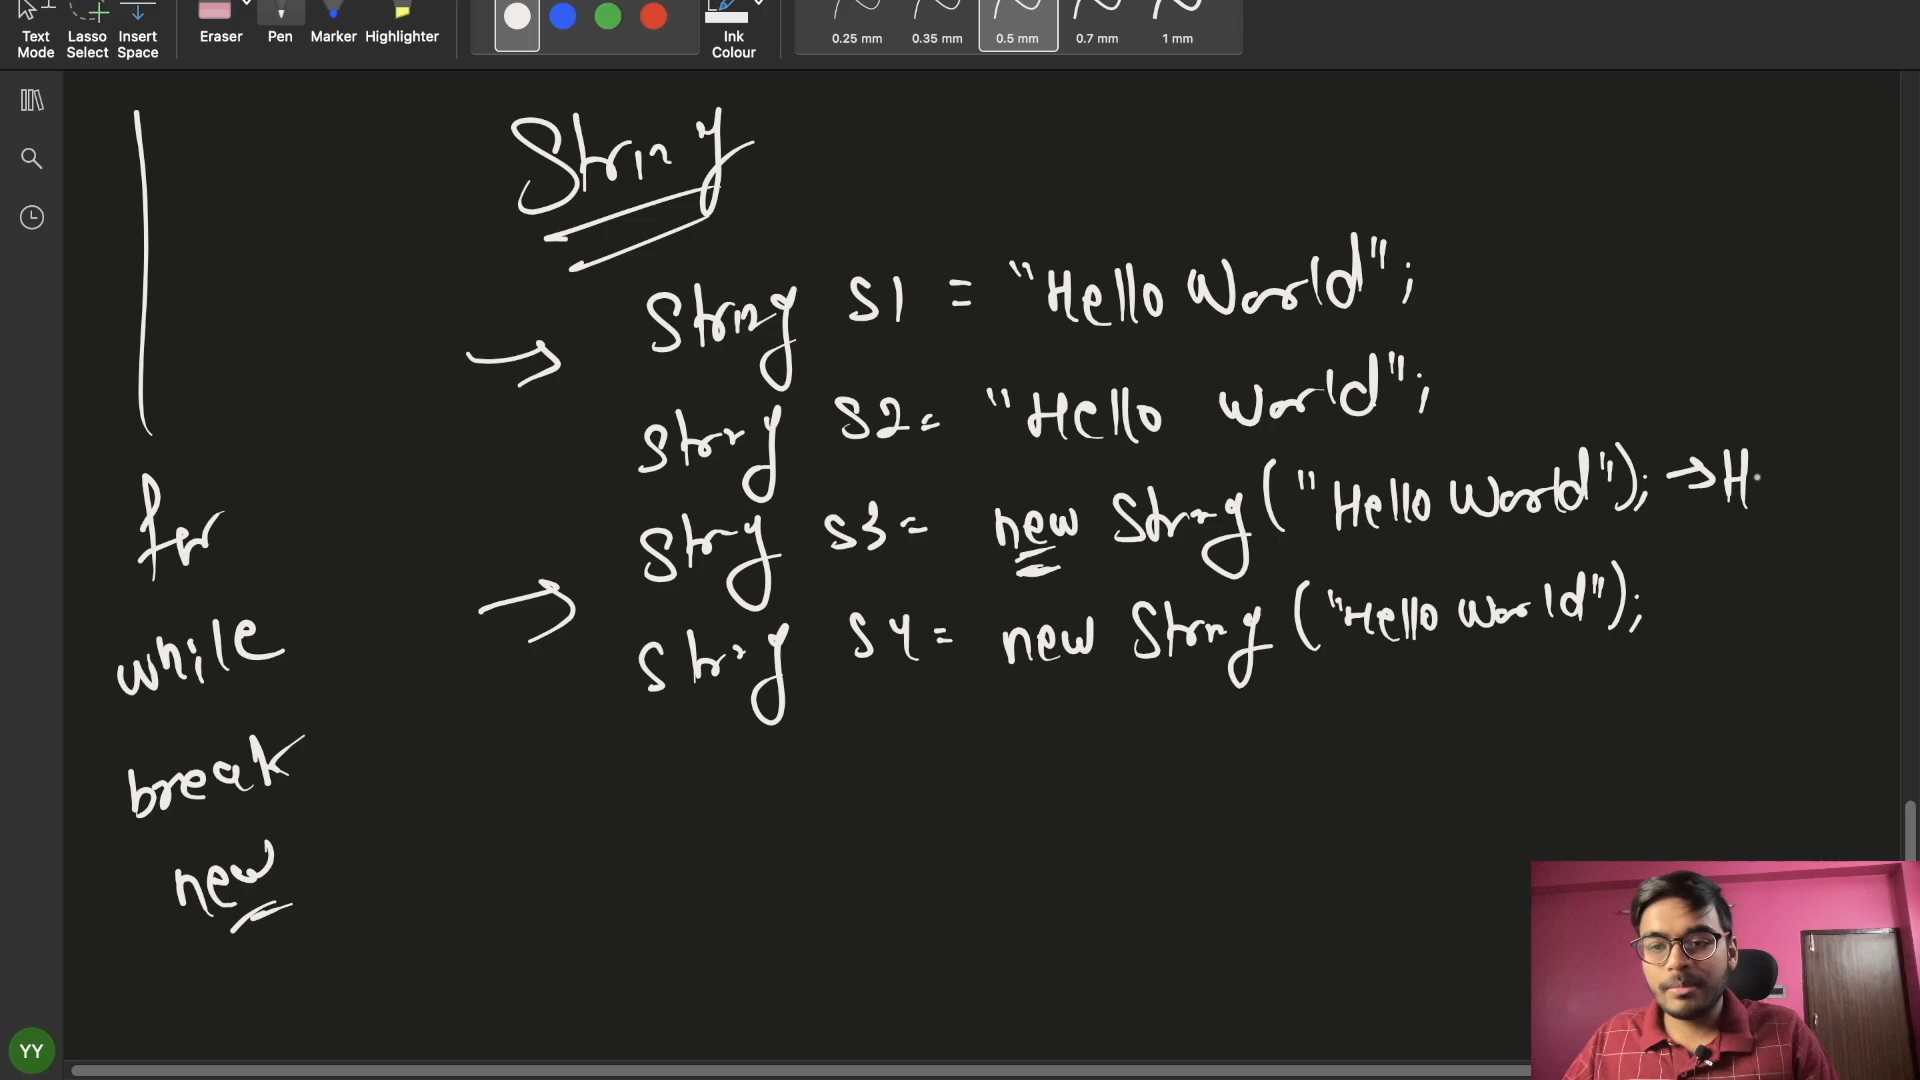 Text Mode
Lasso Select
Insert Space
Eraser
Pen
Marker
Highlighter
Ink Colour
0.25 mm
0.35 mm
0.5 mm
0.7 mm
1 mm
String
String S1 = "Hello World";
String S2 = "Hello World";
String S3 = new String("Hello World"); → H
String S4 = new String ("Hello World");
for
while
break
new
YY